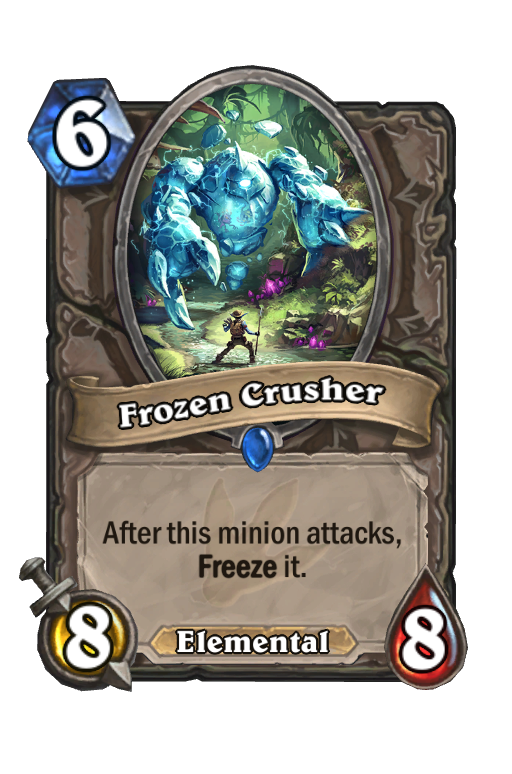 6
Frozen Crusher
After this minion attacks,
Freeze it.
8
Elemental
8